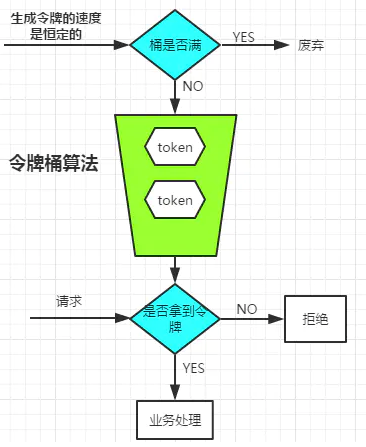 生成令牌的速度
是恒定的
桶是否满
YES
废弃
NO
token
令牌桶算法
token
请求
是否拿到令
牌
NO
拒绝
YES
业务处理